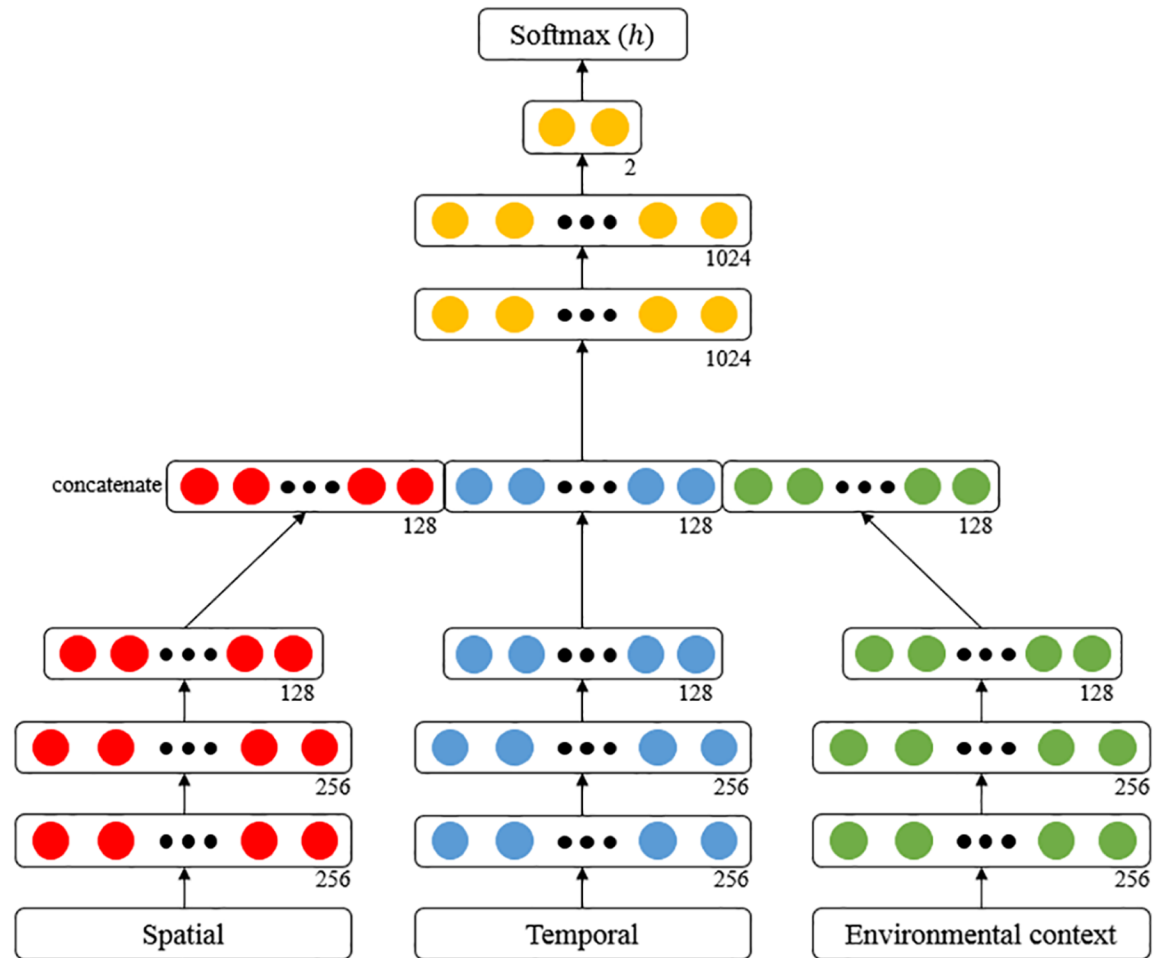 Softmax (h)
2
1024
1024
concatenate
128 128 128
128 128 128
256 256 256
256 256 256
Spatial Temporal Environmental context